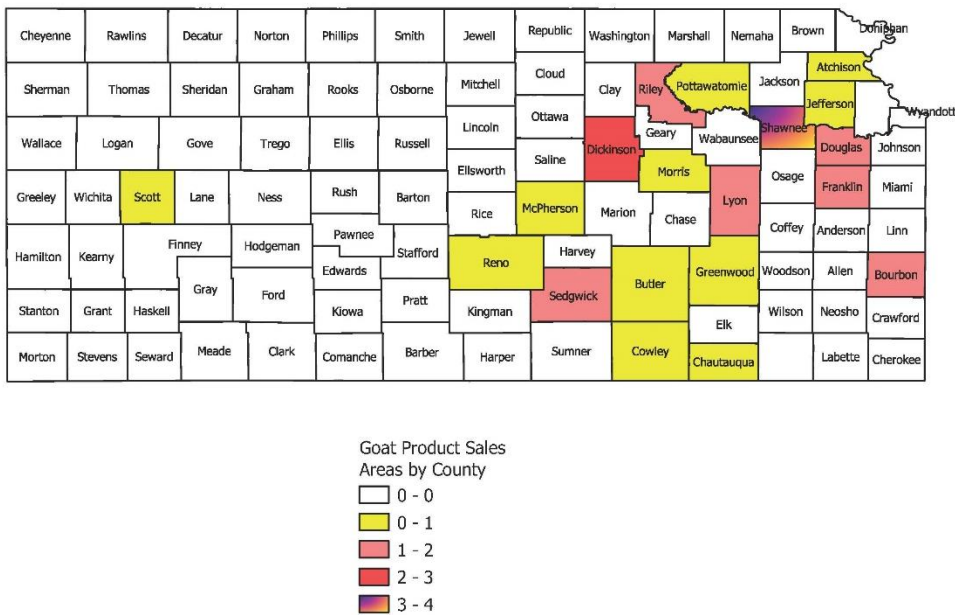 Cheyenne Rawlins Decatur Norton Phillips Smith Jewell Republic Washington Marshall Nemaha Brown Doniphan
Sherman Thomas Sheridan Graham Rooks Osborne Mitchell Cloud Clay Riley Pottawatomie Jackson Atchison
Jefferson
Wallace Logan Gove Trego Ellis Russell Lincoln Ottawa Dickinson Geary Wabaunsee Shawnee Douglas Johnson Wyandott
Greeley Wichita Scott Lane Ness Rush Barton Ellsworth Saline Morris Osage Franklin Miami
Rice McPherson Marion Chase Lyon
Hamilton Kearny Finney Hodgeman Pawnee Stafford Reno Harvey Butler Greenwood Coffey Anderson Linn
Gray Ford Edwards Woodson Allen Bourbon
Stanton Grant Haskell Kiowa Pratt Kingman Sedgwick Elk Wilson Neosho Crawford
Morton Stevens Seward Meade Clark Comanche Barber Harper Sumner Cowley Chautauqua Labette Cherokee
Goat Product Sales
Areas by County
0 - 0
0 - 1
1 - 2
2 - 3
3 - 4